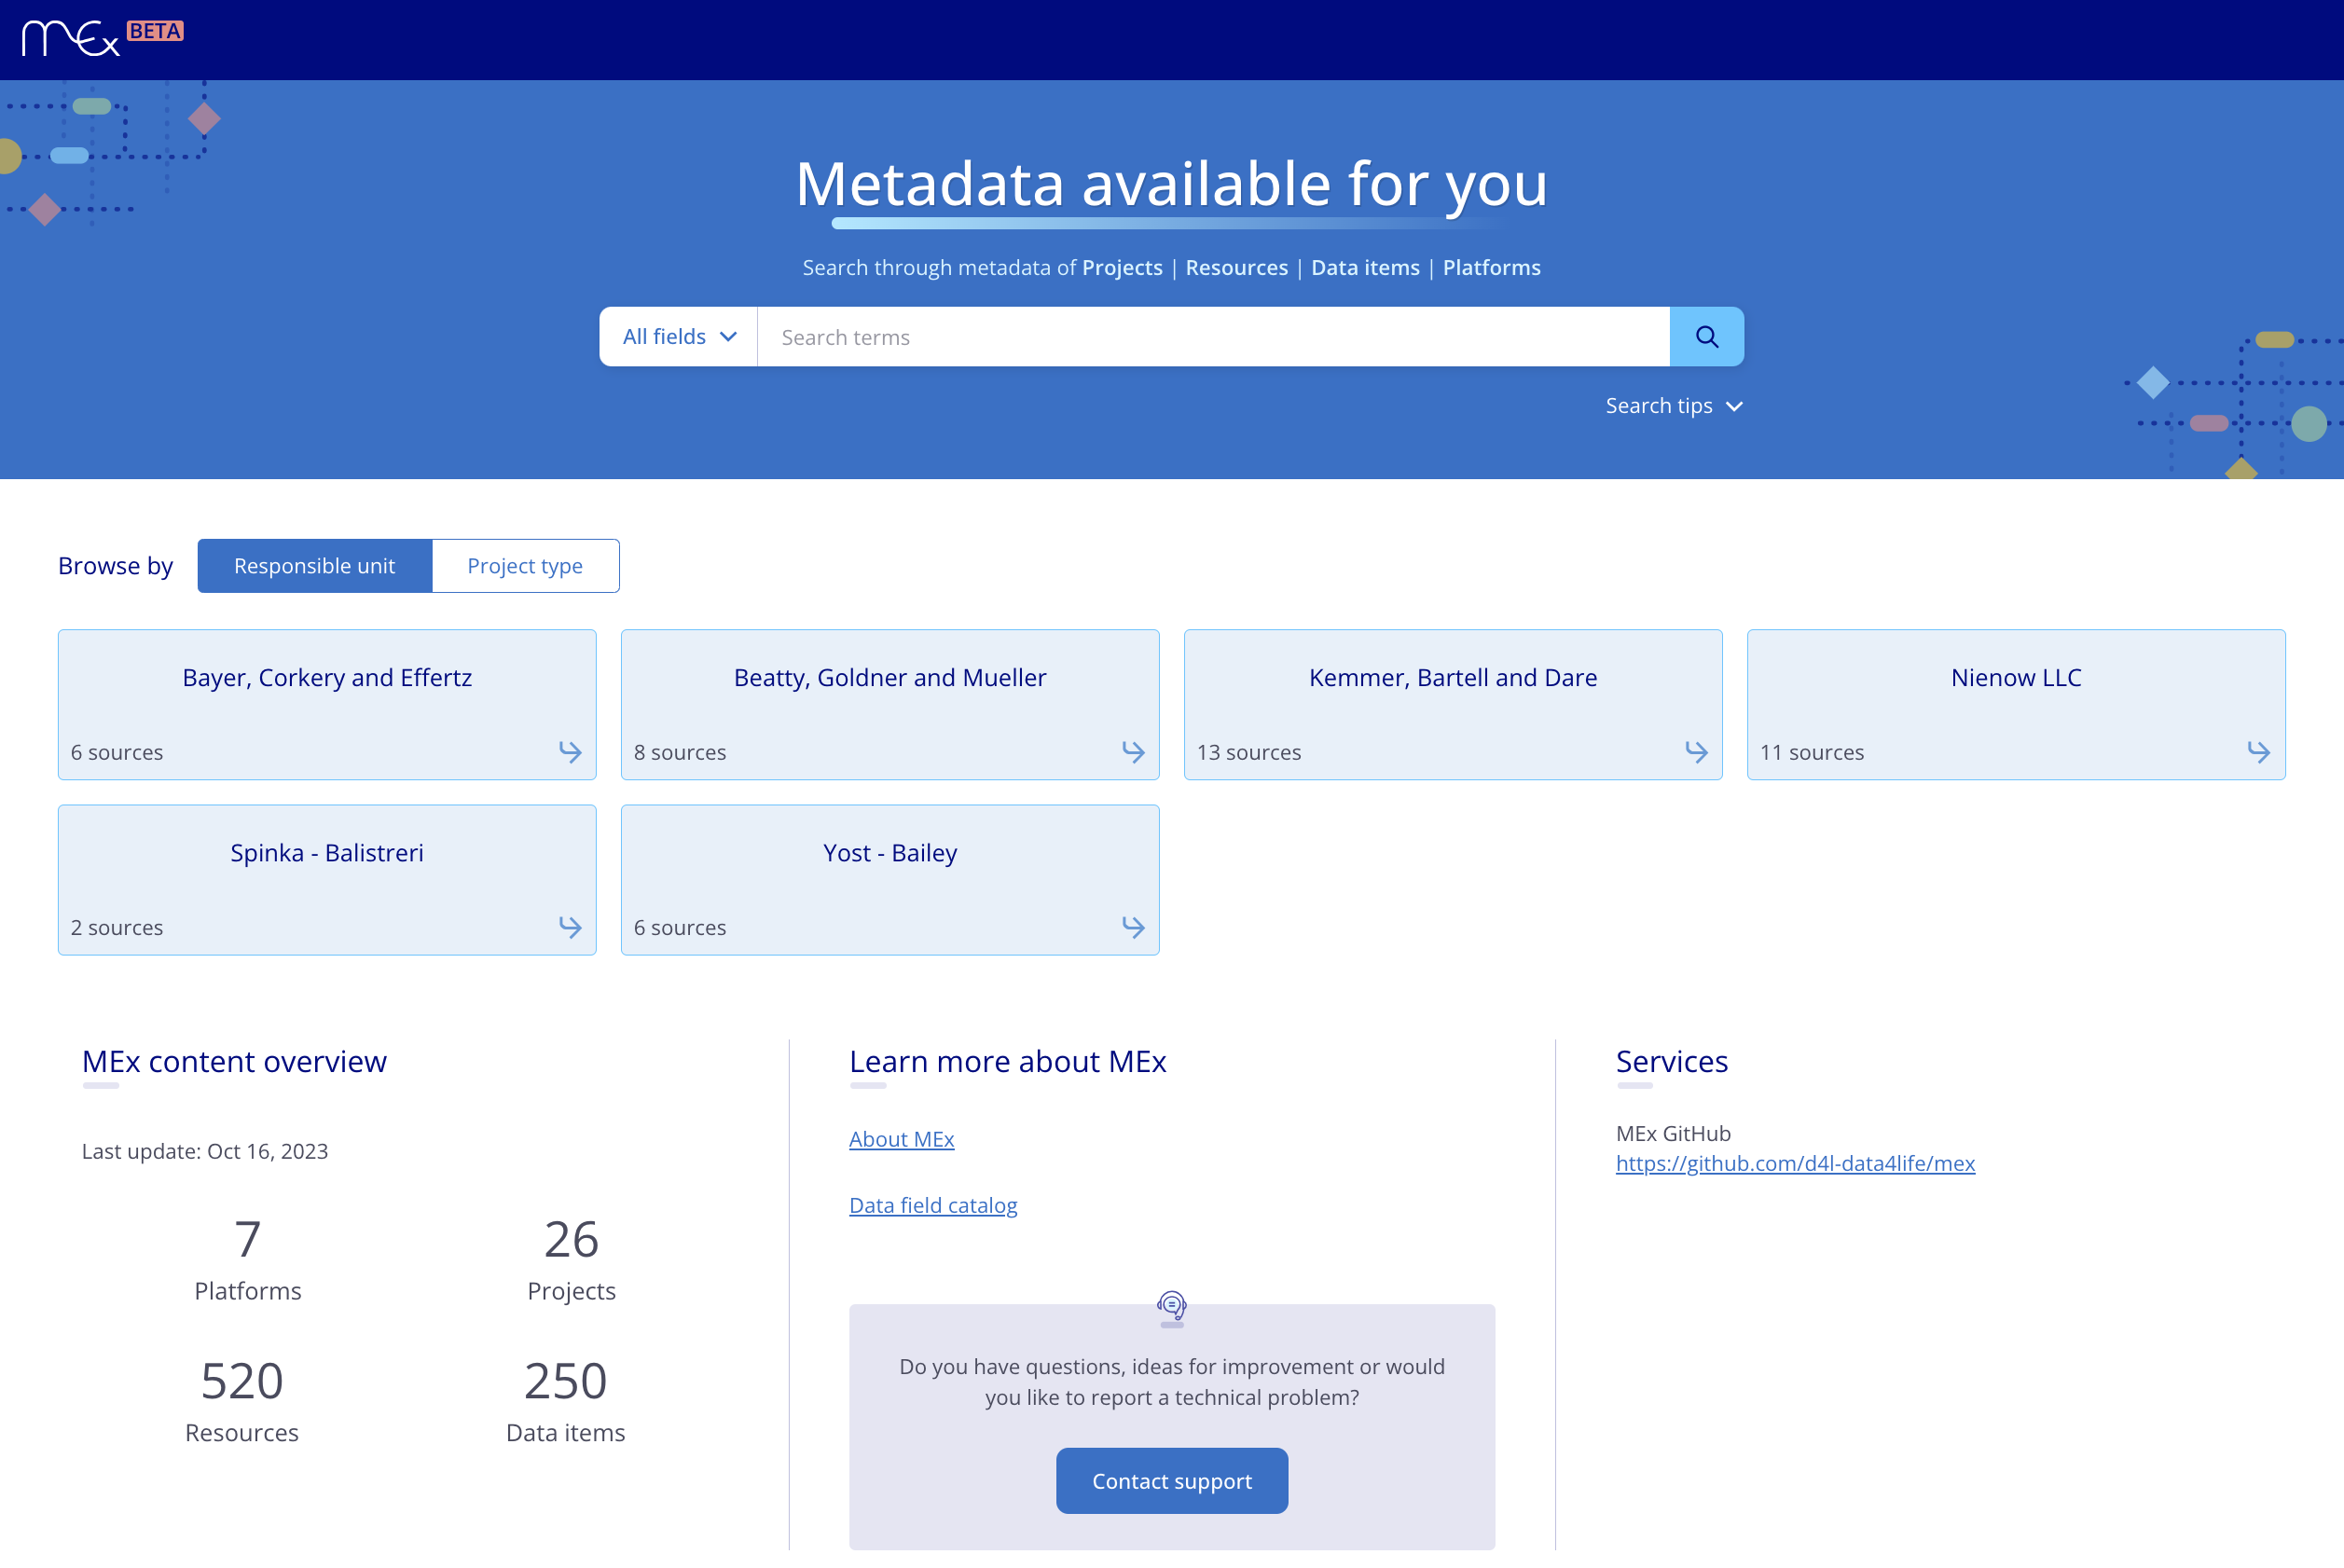 MEx BETA
Metadata available for you
Search through metadata of Projects | Resources | Data items | Platforms
All fields Search terms
Search tips
Browse by Responsible unit Project type
Bayer, Corkery and Effertz
6 sources
Beatty, Goldner and Mueller
8 sources
Kemmer, Bartell and Dare
13 sources
Nienow LLC
11 sources
Spinka - Balistreri
2 sources
Yost - Bailey
6 sources
MEx content overview
Last update: Oct 16, 2023
7
Platforms
26
Projects
520
Resources
250
Data items
Learn more about MEx
About MEx
Data field catalog
Do you have questions, ideas for improvement or would
you like to report a technical problem?
Contact support
Services
MEx GitHub
https://github.com/d4l-data4life/mex